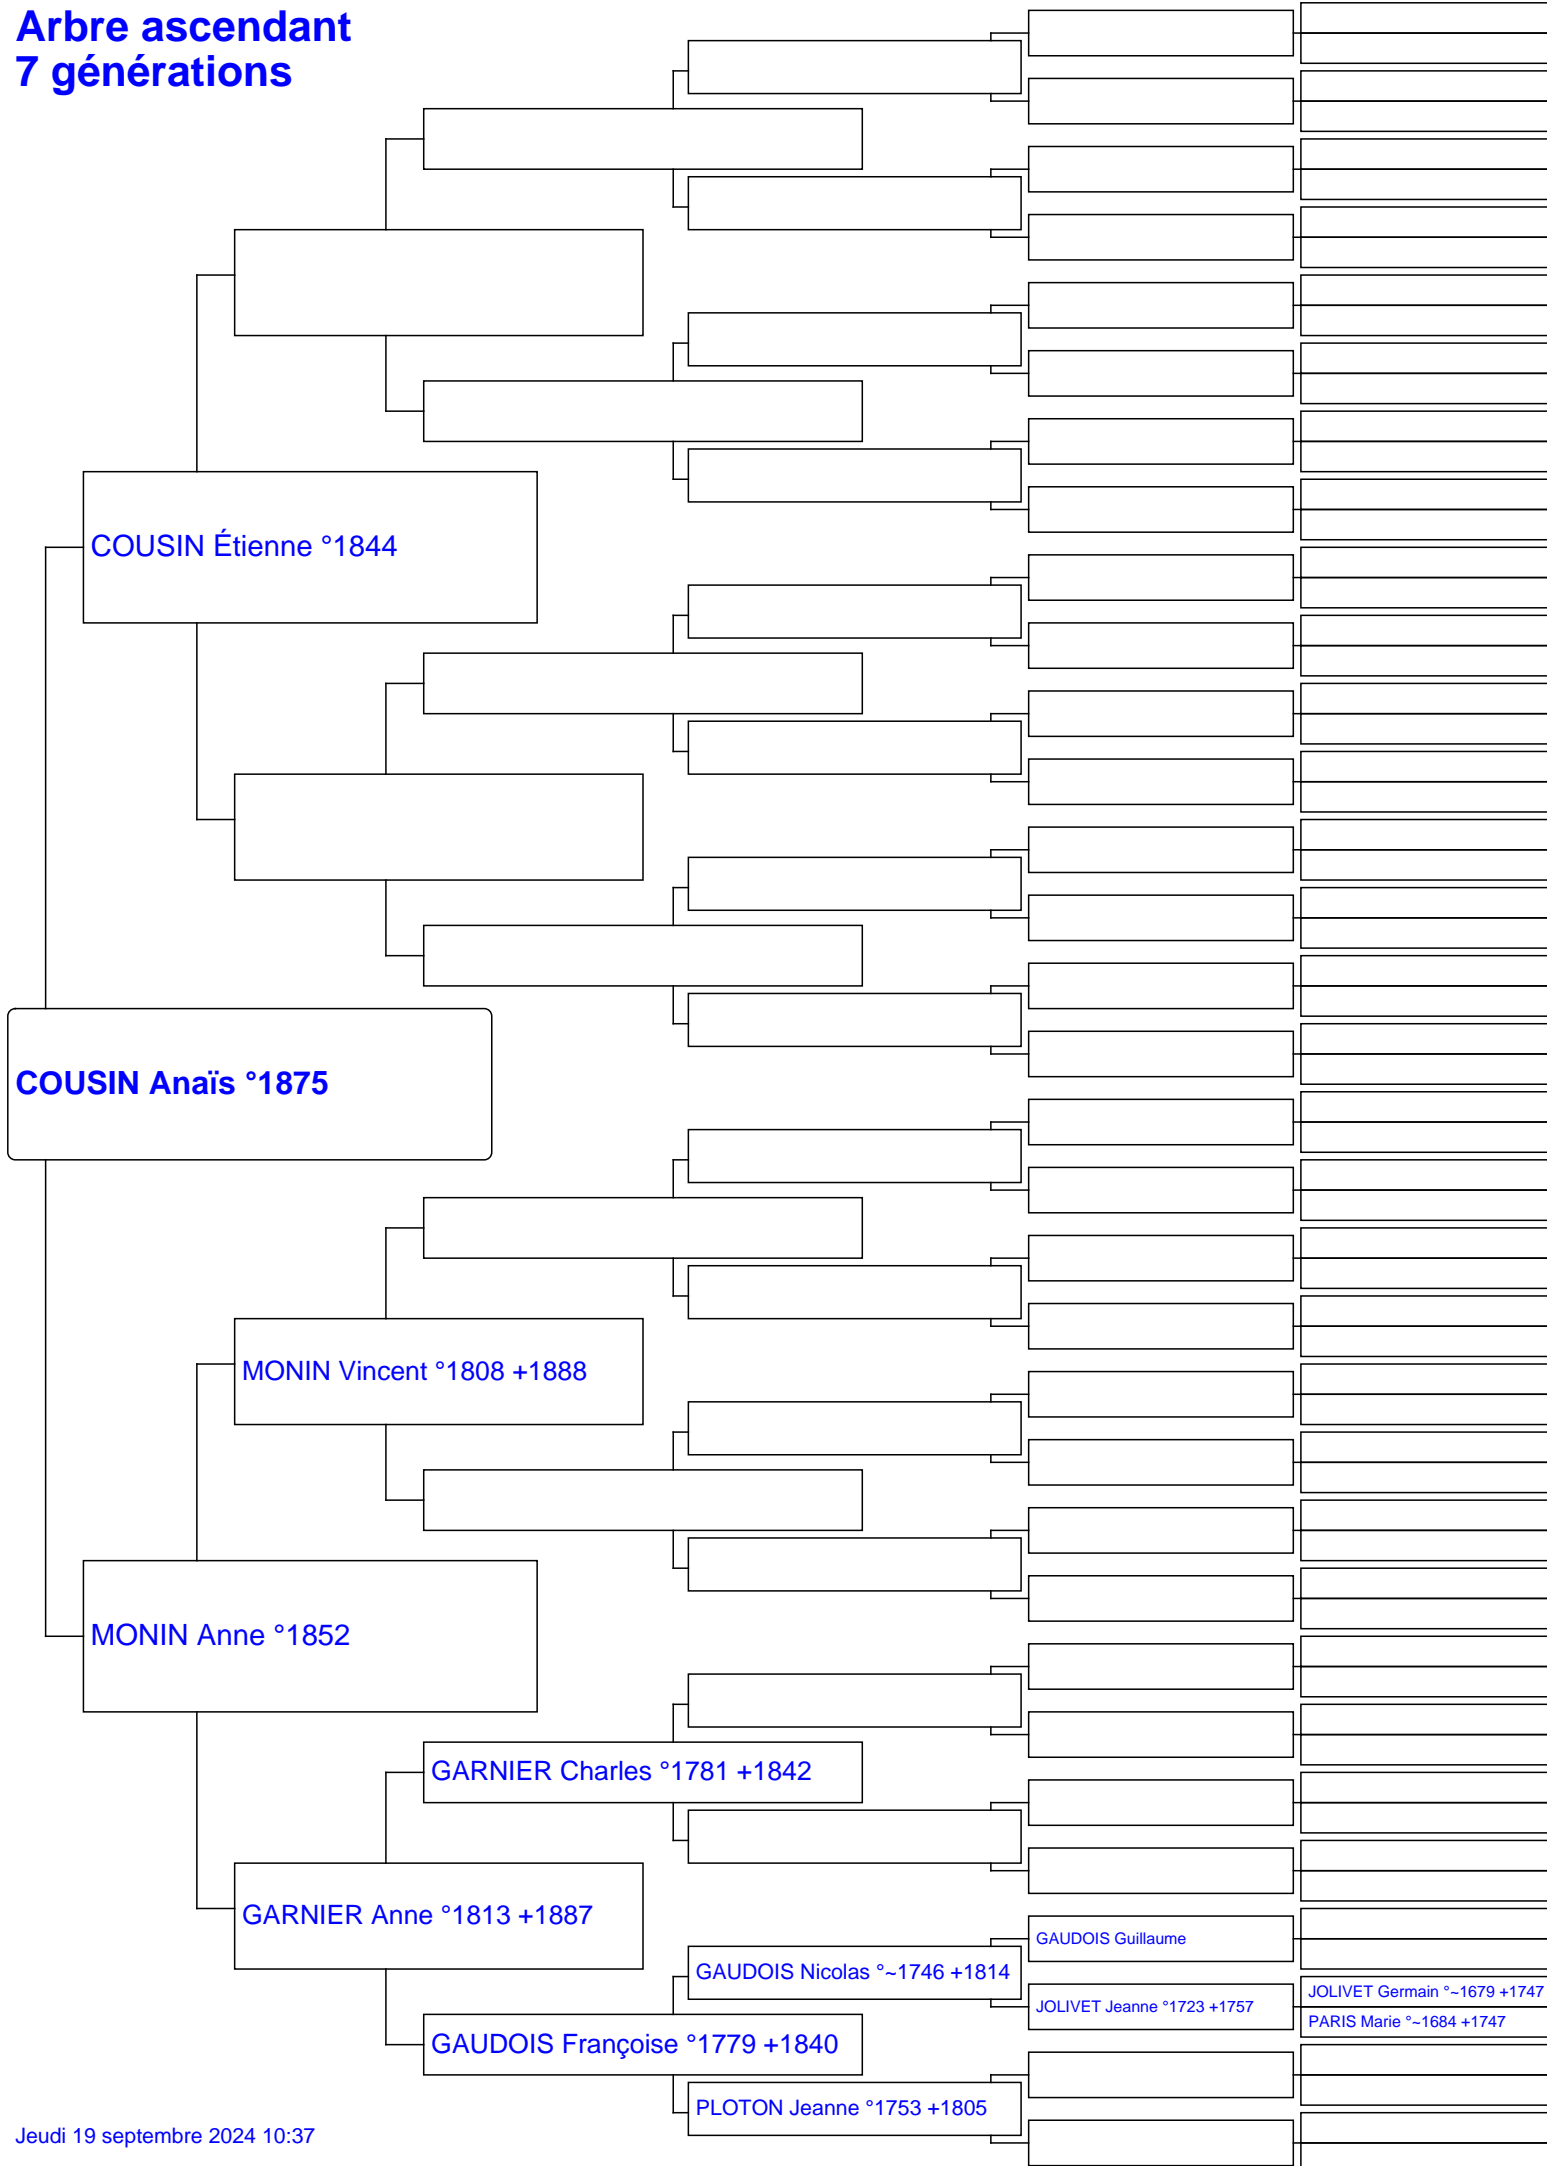 Arbre ascendant
7 générations
COUSIN Étienne °1844
COUSIN Anaïs °1875
MONIN Vincent °1808 +1888
MONIN Anne °1852
GARNIER Charles °1781 +1842
GARNIER Anne °1813 +1887
GAUDOIS Guillaume
GAUDOIS Nicolas °~1746 +1814
JOLIVET Germain °~1679 +1747
JOLIVET Jeanne °1723 +1757
PARIS Marie °~1684 +1747
GAUDOIS Françoise °1779 +1840
PLOTON Jeanne °1753 +1805
Jeudi 19 septembre 2024 10:37